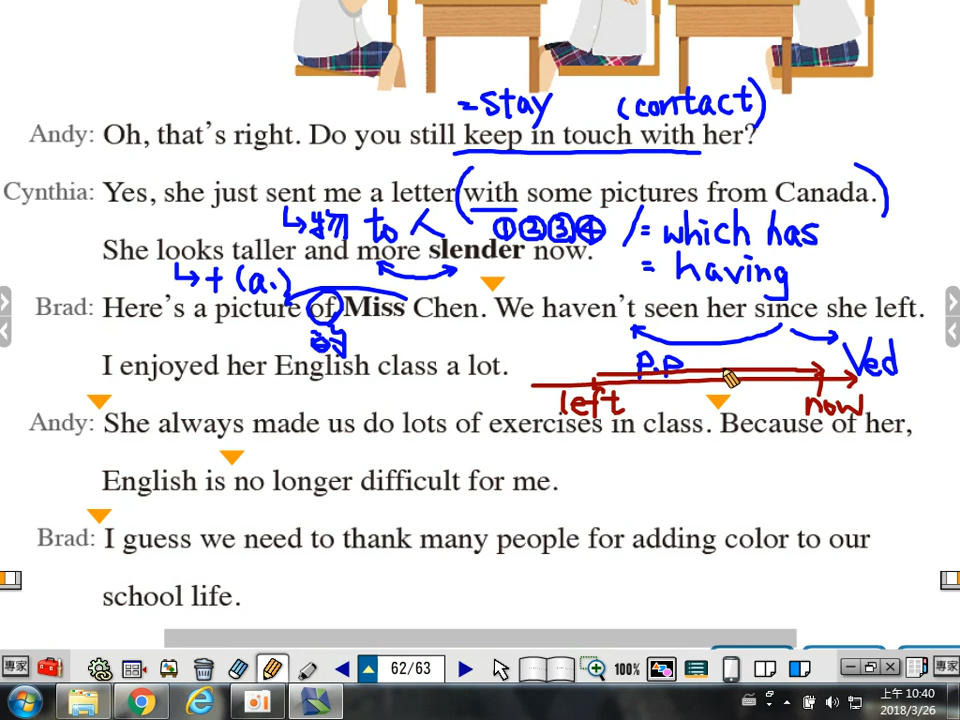 =stay (contact)
Andy: Oh, that's right. Do you still keep in touch with her?
Cynthia: Yes, she just sent me a letter (with some pictures from Canada.)
↳物 to 人 ①②③④ /= which has
She looks taller and more slender now.
↳+(a.) = having
Brad: Here's a picture of Miss Chen. We haven't seen her since she left.
的
p.p Ved
I enjoyed her English class a lot.
left now
Andy: She always made us do lots of exercises in class. Because of her,
English is no longer difficult for me.
Brad: I guess we need to thank many people for adding color to our
school life.
專家 62/63 100% 專家
上午 10:40
2018/3/26